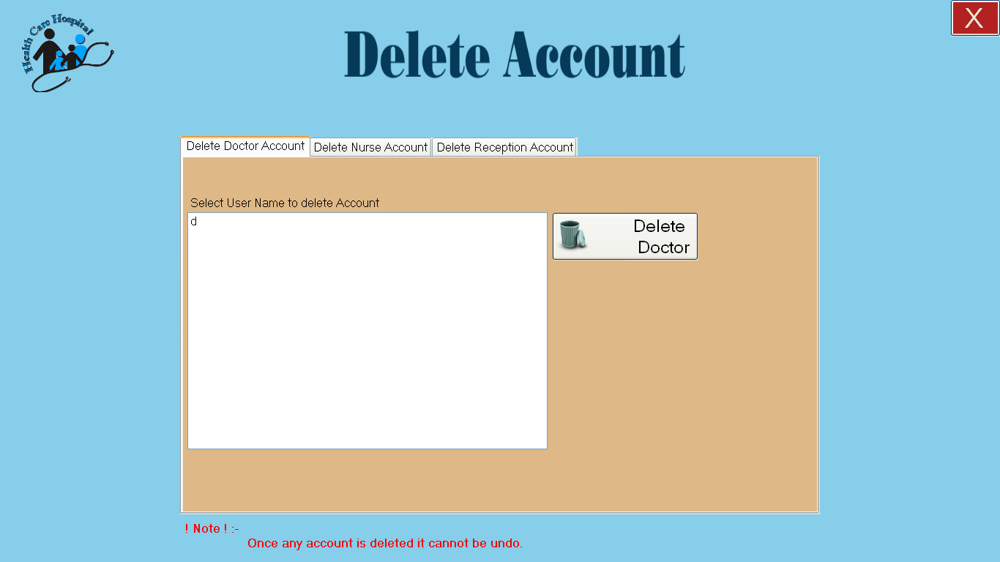 Health Care Hospital
X
Delete Account
Delete Doctor Account
Delete Nurse Account
Delete Reception Account
Select User Name to delete Account
d
Delete
Doctor
! Note ! :-
Once any account is deleted it cannot be undo.